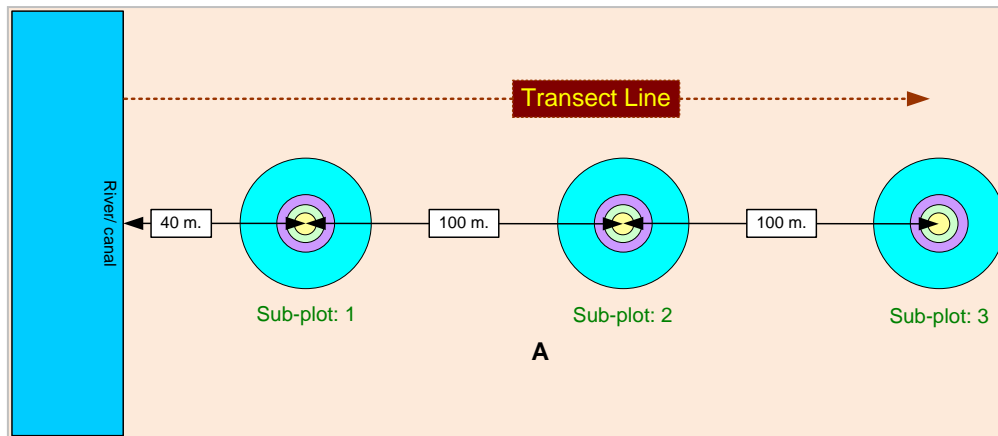 Transect Line
River/ canal
40 m.
100 m.
100 m.
Sub-plot: 1
Sub-plot: 2
Sub-plot: 3
A